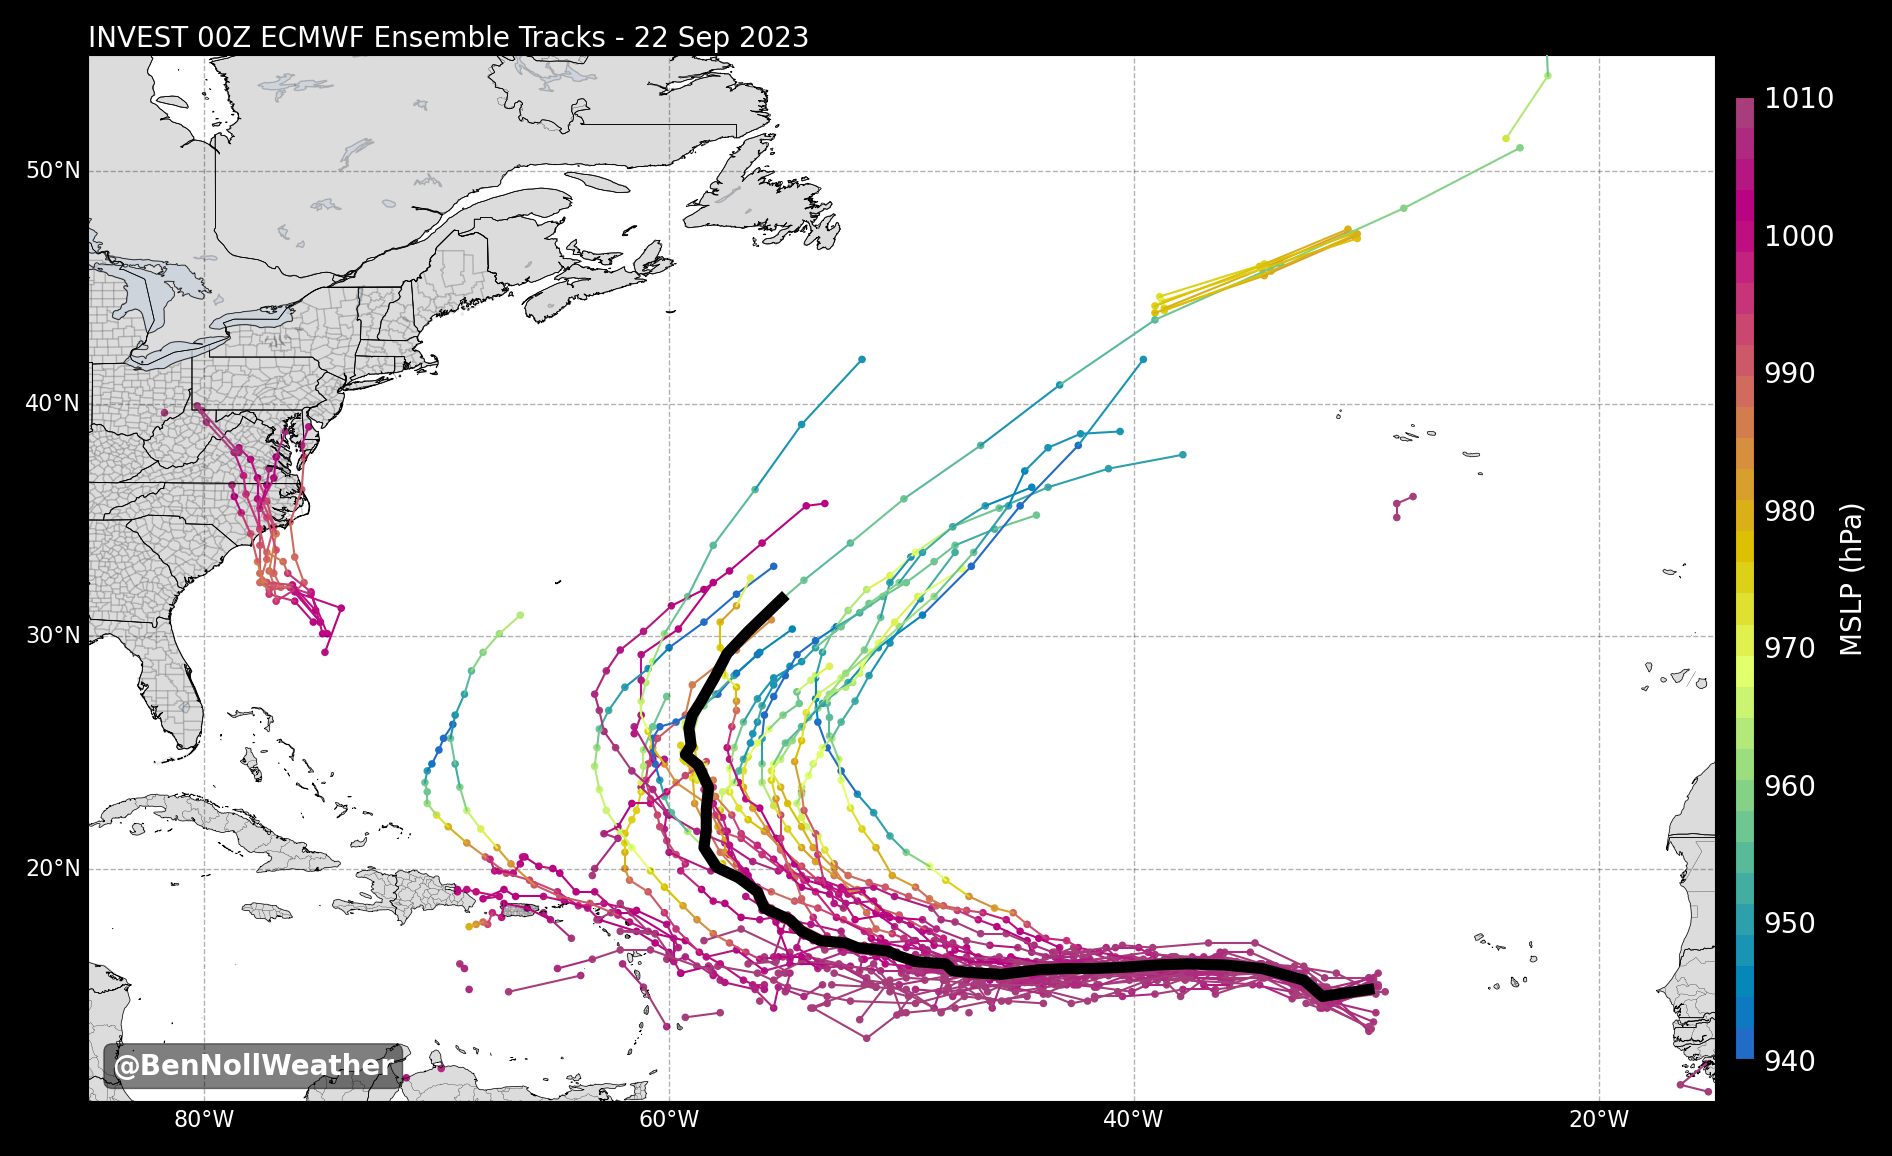 INVEST 00Z ECMWF Ensemble Tracks - 22 Sep 2023
1010
50°N
1000
990
40°N
980
MSLP (hPa)
970
30°N
960
20°N
950
@BenNollWeather
940
80°W
60°W
40°W
20°W